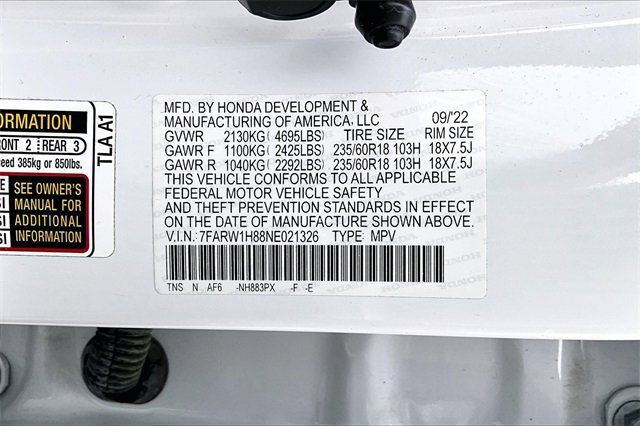 MFD. BY HONDA DEVELOPMENT &
MANUFACTURING OF AMERICA, LLC 09/'22
GVWR 2130KG( 4695LBS) TIRE SIZE RIM SIZE
GAWR F 1100KG( 2425LBS) 235/60R18 103H 18X7.5J
GAWR R 1040KG( 2292LBS) 235/60R18 103H 18X7.5J
THIS VEHICLE CONFORMS TO ALL APPLICABLE
FEDERAL MOTOR VEHICLE SAFETY
AND THEFT PREVENTION STANDARDS IN EFFECT
ON THE DATE OF MANUFACTURE SHOWN ABOVE.
V.I.N: 7FARW1H88NE021326 TYPE: MPV
TNS N AF6 -NH883PX -F -E
TLA A1
2 REAR 3
385kg or 850lbs.
SEE OWNER'S
MANUAL FOR
ADDITIONAL
INFORMATION